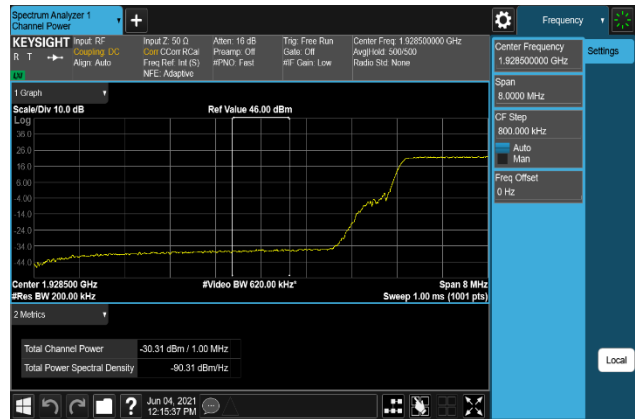 Spectrum Analyzer 1
Channel Power
Frequency
KEYSIGHT
R T
LXI
Input: RF
Coupling: DC
Align: Auto
Input Z: 50 Ω
Corr CCorr RCal
Freq Ref: Int (S)
NFE: Adaptive
Atten: 16 dB
Preamp: Off
#PNO: Fast
Trig: Free Run
Gate: Off
#IF Gain: Low
Center Freq: 1.928500000 GHz
Avg|Hold: 500/500
Radio Std: None
Center Frequency
1.928500000 GHz
Settings
Span
8.0000 MHz
CF Step
800.000 kHz
Auto
Man
Freq Offset
0 Hz
1 Graph
Scale/Div 10.0 dB
Ref Value 46.00 dBm
Log
36.0
26.0
16.0
6.00
-4.00
-14.0
-24.0
-34.0
-44.0
Center 1.928500 GHz
#Video BW 620.00 kHz*
Span 8 MHz
#Res BW 200.00 kHz
Sweep 1.00 ms (1001 pts)
2 Metrics
Total Channel Power
-30.31 dBm / 1.00 MHz
Total Power Spectral Density
-90.31 dBm/Hz
Local
Jun 04, 2021
12:15:37 PM